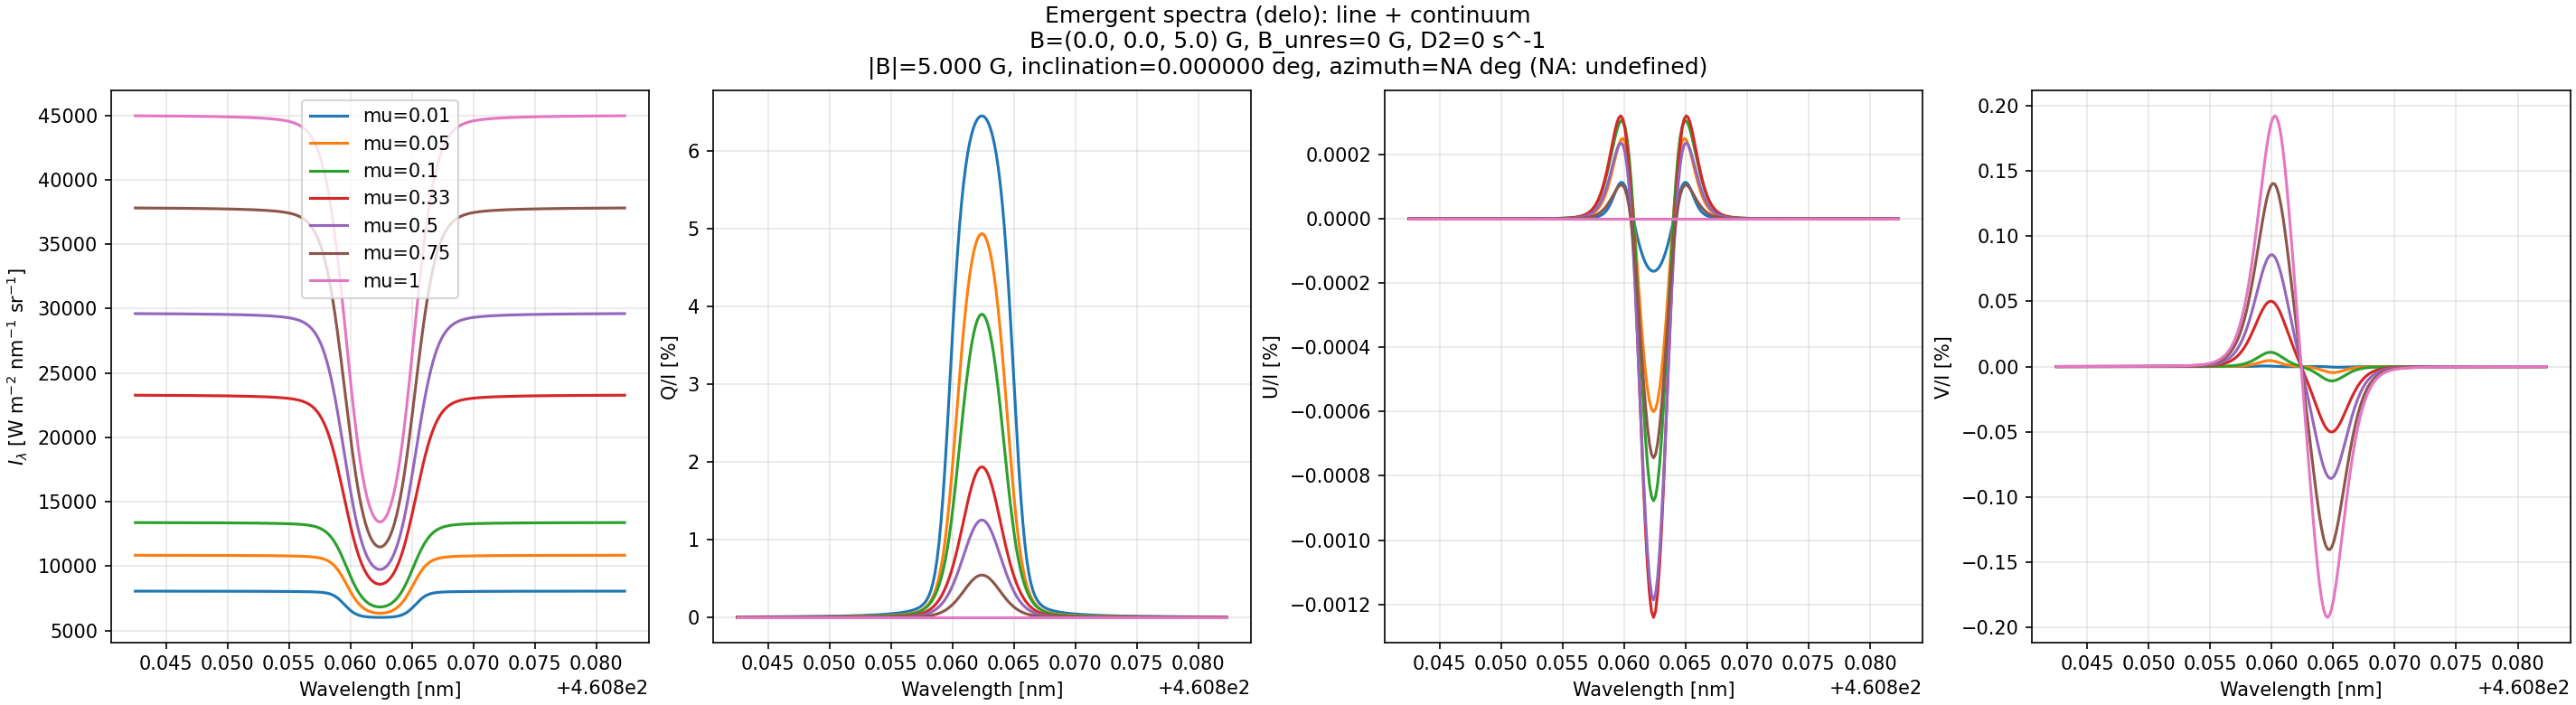 Emergent spectra (delo): line + continuum
B=(0.0, 0.0, 5.0) G, B_unres=0 G, D2=0 s^-1
|B|=5.000 G, inclination=0.000000 deg, azimuth=NA deg (NA: undefined)
I_λ [W m⁻² nm⁻¹ sr⁻¹]
45000
40000
35000
30000
25000
20000
15000
10000
5000
mu=0.01
mu=0.05
mu=0.1
mu=0.33
mu=0.5
mu=0.75
mu=1
0.045 0.050 0.055 0.060 0.065 0.070 0.075 0.080
Wavelength [nm]
+4.608e2
Q/I [%]
6
5
4
3
2
1
0
0.045 0.050 0.055 0.060 0.065 0.070 0.075 0.080
Wavelength [nm]
+4.608e2
U/I [%]
0.0002
0.0000
−0.0002
−0.0004
−0.0006
−0.0008
−0.0010
−0.0012
0.045 0.050 0.055 0.060 0.065 0.070 0.075 0.080
Wavelength [nm]
+4.608e2
V/I [%]
0.20
0.15
0.10
0.05
0.00
−0.05
−0.10
−0.15
−0.20
0.045 0.050 0.055 0.060 0.065 0.070 0.075 0.080
Wavelength [nm]
+4.608e2